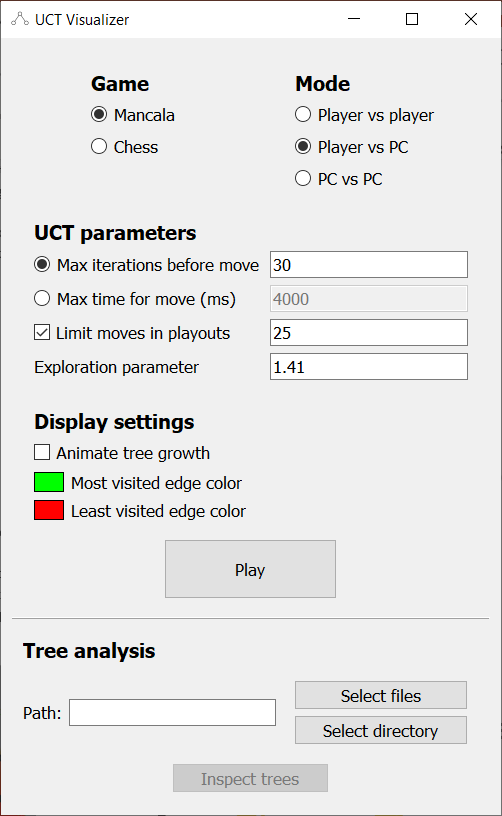 UCT Visualizer
Game
Mancala
Chess
Mode
Player vs player
Player vs PC
PC vs PC
UCT parameters
Max iterations before move 30
Max time for move (ms) 4000
Limit moves in playouts 25
Exploration parameter 1.41
Display settings
Animate tree growth
Most visited edge color
Least visited edge color
Play
Tree analysis
Path:
Select files
Select directory
Inspect trees